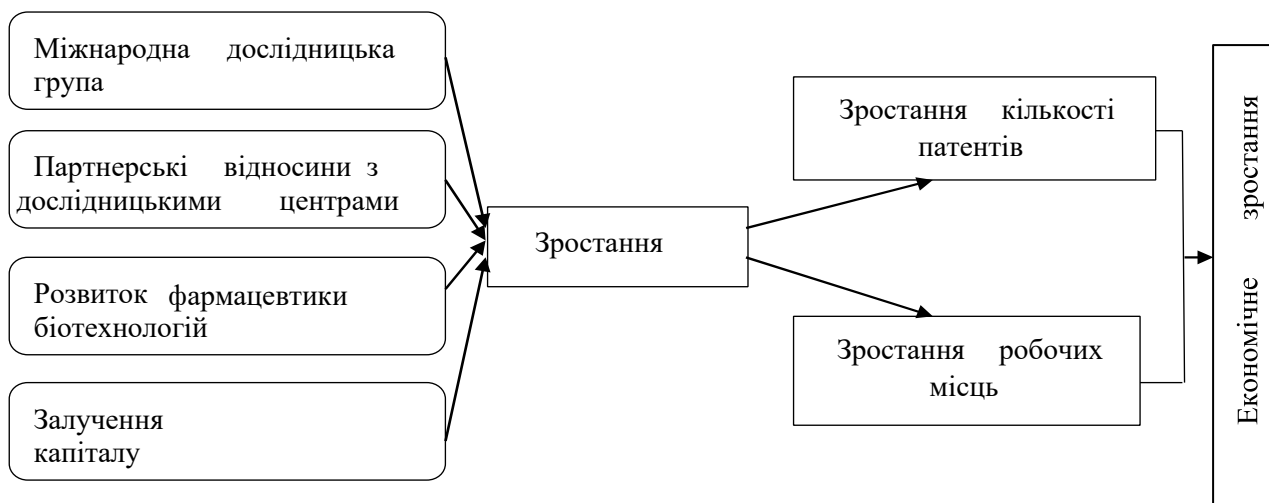 Міжнародна дослідницька
група
Партнерські відносини з
дослідницькими центрами
Розвиток фармацевтики
біотехнологій
Залучення
капіталу
Зростання
Зростання кількості
патентів
Зростання робочих
місць
Економічне зростання